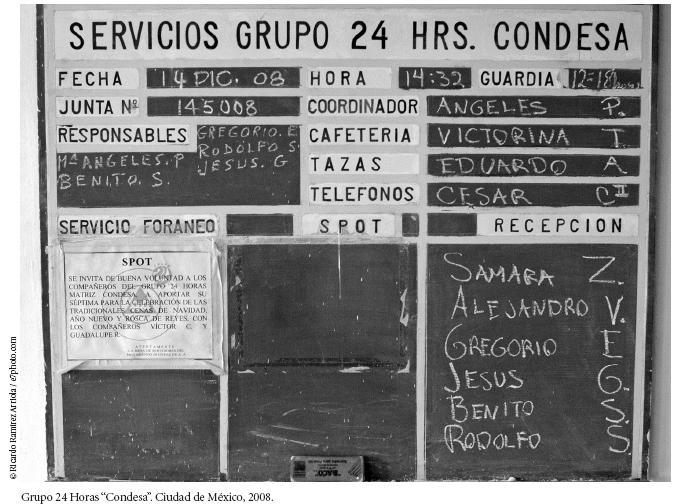 SERVICIOS GRUPO 24 HRS. CONDESA
FECHA 14 DIC. 08 HORA 14:32 GUARDIA 12-18
JUNTA Nº 145008 COORDINADOR ANGELES P.
RESPONSABLES GREGORIO. E CAFETERIA VICTORINA T
RODOLFO S.
Mª ANGELES. P JESUS. G TAZAS EDUARDO A
BENITO. S. TELEFONOS CESAR C II
SERVICIO FORANEO SPOT RECEPCION
SPOT
SE INVITA DE BUENA VOLUNTAD A LOS
COMPAÑEROS DEL GRUPO 24 HORAS
MATRIZ CONDESA A APORTAR SU
SÉPTIMA PARA LA CELEBRACIÓN DE LAS
TRADICIONALES CENAS DE NAVIDAD,
AÑO NUEVO Y ROSCA DE REYES, CON
LOS COMPAÑEROS VÍCTOR C. Y
GUADALUPE R.
ATENTAMENTE
SAMARA Z.
ALEJANDRO V.
GREGORIO E
JESUS G.
BENITO S.
RODOLFO S.
BACO
© Ricardo Ramírez Arriola / 
Grupo 24 Horas “Condesa”. Ciudad de México, 2008.